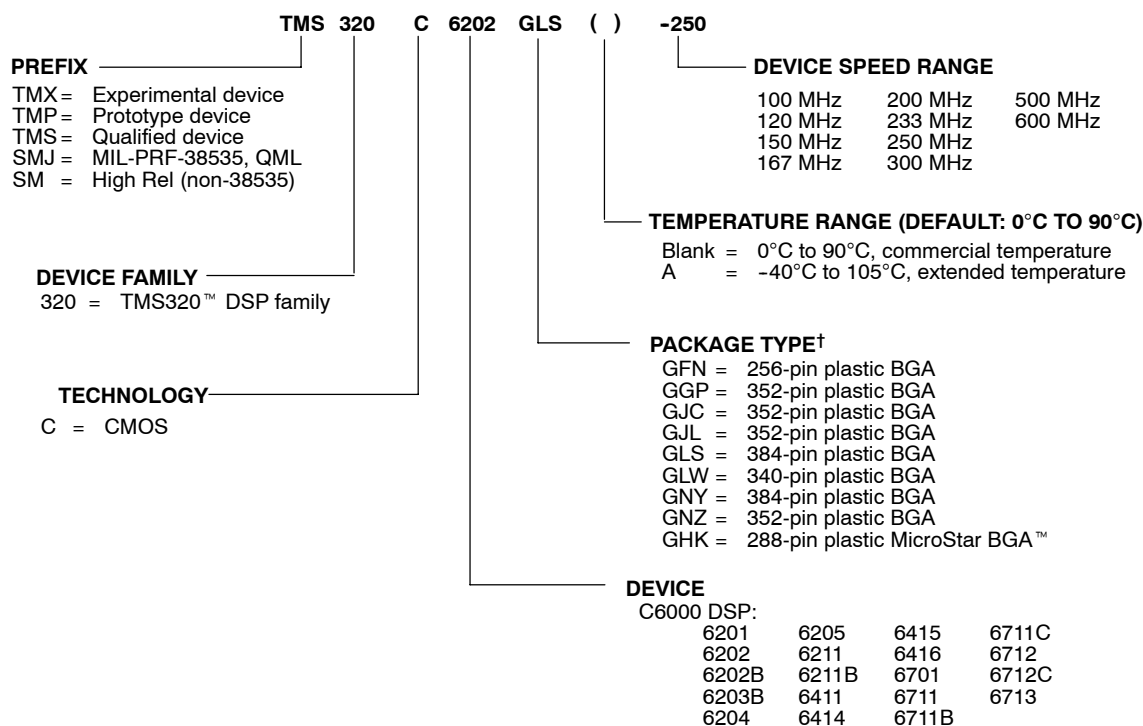 TMS 320 C 6202 GLS ( ) -250
PREFIX
TMX = Experimental device
TMP = Prototype device
TMS = Qualified device
SMJ = MIL-PRF-38535, QML
SM = High Rel (non-38535)
DEVICE SPEED RANGE
100 MHz 200 MHz 500 MHz
120 MHz 233 MHz 600 MHz
150 MHz 250 MHz
167 MHz 300 MHz
TEMPERATURE RANGE (DEFAULT: 0°C TO 90°C)
Blank = 0°C to 90°C, commercial temperature
A = -40°C to 105°C, extended temperature
DEVICE FAMILY
320 = TMS320™ DSP family
PACKAGE TYPE†
GFN = 256-pin plastic BGA
GGP = 352-pin plastic BGA
GJC = 352-pin plastic BGA
GJL = 352-pin plastic BGA
GLS = 384-pin plastic BGA
GLW = 340-pin plastic BGA
GNY = 384-pin plastic BGA
GNZ = 352-pin plastic BGA
GHK = 288-pin plastic MicroStar BGA™
TECHNOLOGY
C = CMOS
DEVICE
C6000 DSP:
6201 6205 6415 6711C
6202 6211 6416 6712
6202B 6211B 6701 6712C
6203B 6411 6711 6713
6204 6414 6711B